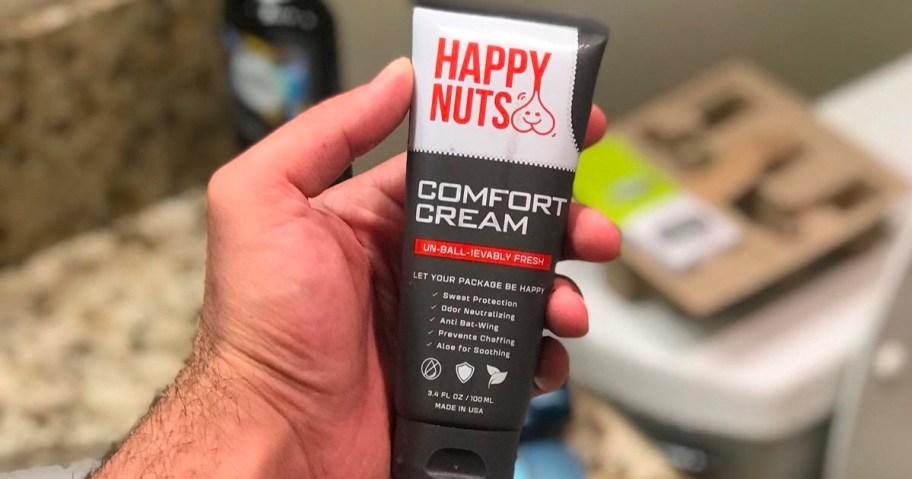 HAPPY
NUTS
COMFORT
CREAM
UN-BALL-IEVABLY FRESH
LET YOUR PACKAGE BE HAPPY
✓ Sweat Protection
✓ Odor Neutralizing
✓ Anti Bat-Wing
✓ Prevents Chaffing
✓ Aloe for Soothing
3.4 FL OZ / 100 ML
MADE IN USA